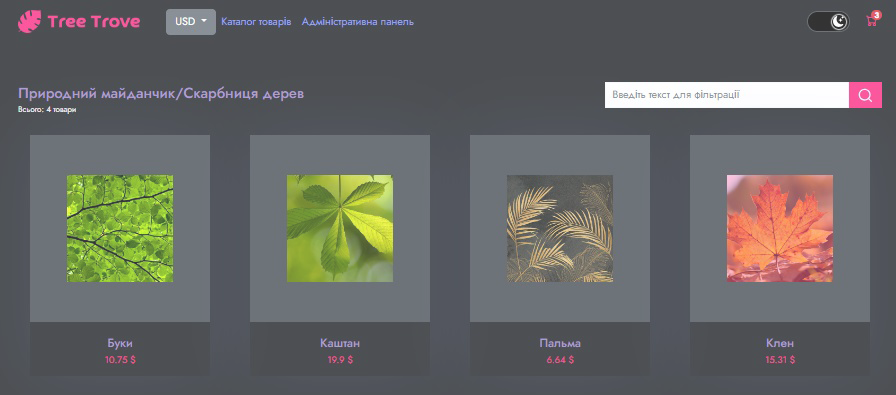 Tree Trove
USD
Каталог товарів
Адміністративна панель
3
Природний майданчик/Скарбниця дерев
Всього: 4 товари
Введіть текст для фільтрації
Буки
10.75 $
Каштан
19.9 $
Пальма
6.64 $
Клен
15.31 $